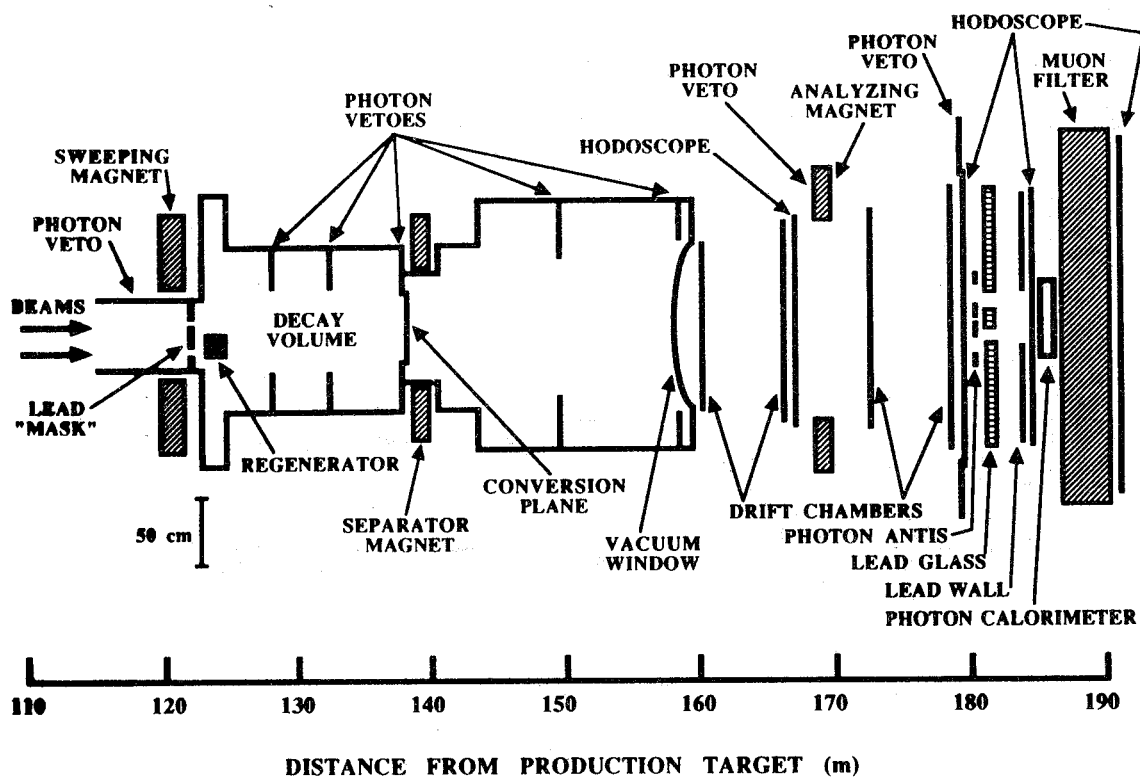 HODOSCOPE
PHOTON
VETO
MUON
FILTER
PHOTON
VETO
ANALYZING
MAGNET
PHOTON
VETOES
HODOSCOPE
SWEEPING
MAGNET
PHOTON
VETO
BEAMS
DECAY
VOLUME
LEAD
"MASK"
REGENERATOR
CONVERSION
PLANE
SEPARATOR
MAGNET
50 cm
VACUUM
WINDOW
DRIFT CHAMBERS
PHOTON ANTIS
LEAD GLASS
LEAD WALL
PHOTON CALORIMETER
110 120 130 140 150 160 170 180 190
DISTANCE FROM PRODUCTION TARGET (m)